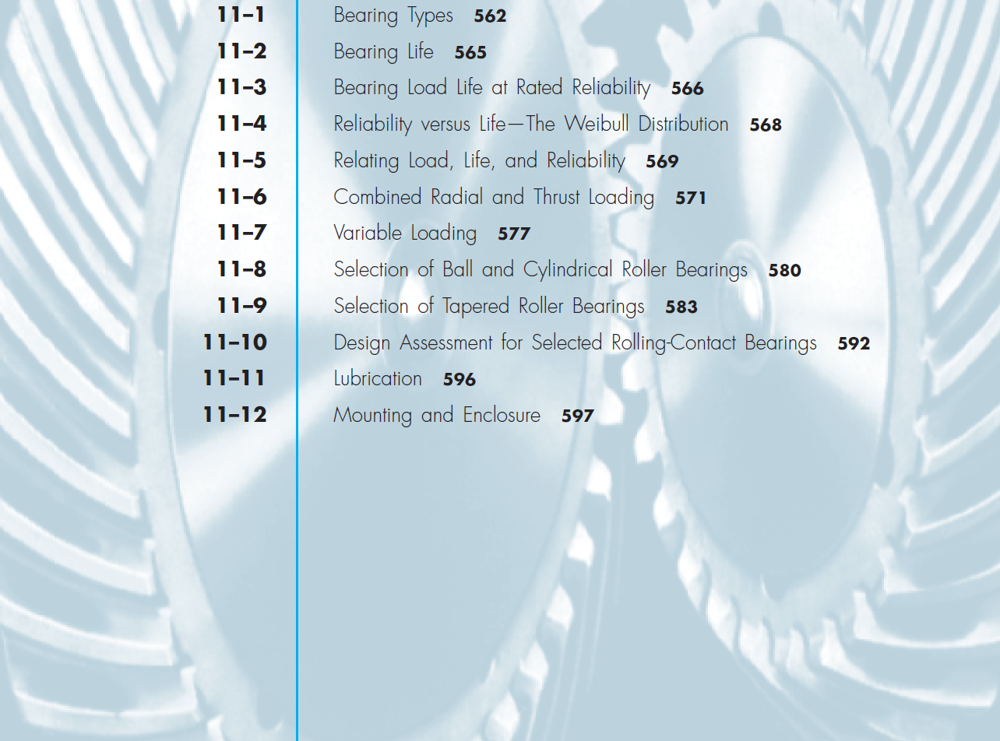 11–1 Bearing Types 562
11–2 Bearing Life 565
11–3 Bearing Load Life at Rated Reliability 566
11–4 Reliability versus Life—The Weibull Distribution 568
11–5 Relating Load, Life, and Reliability 569
11–6 Combined Radial and Thrust Loading 571
11–7 Variable Loading 577
11–8 Selection of Ball and Cylindrical Roller Bearings 580
11–9 Selection of Tapered Roller Bearings 583
11–10 Design Assessment for Selected Rolling-Contact Bearings 592
11–11 Lubrication 596
11–12 Mounting and Enclosure 597